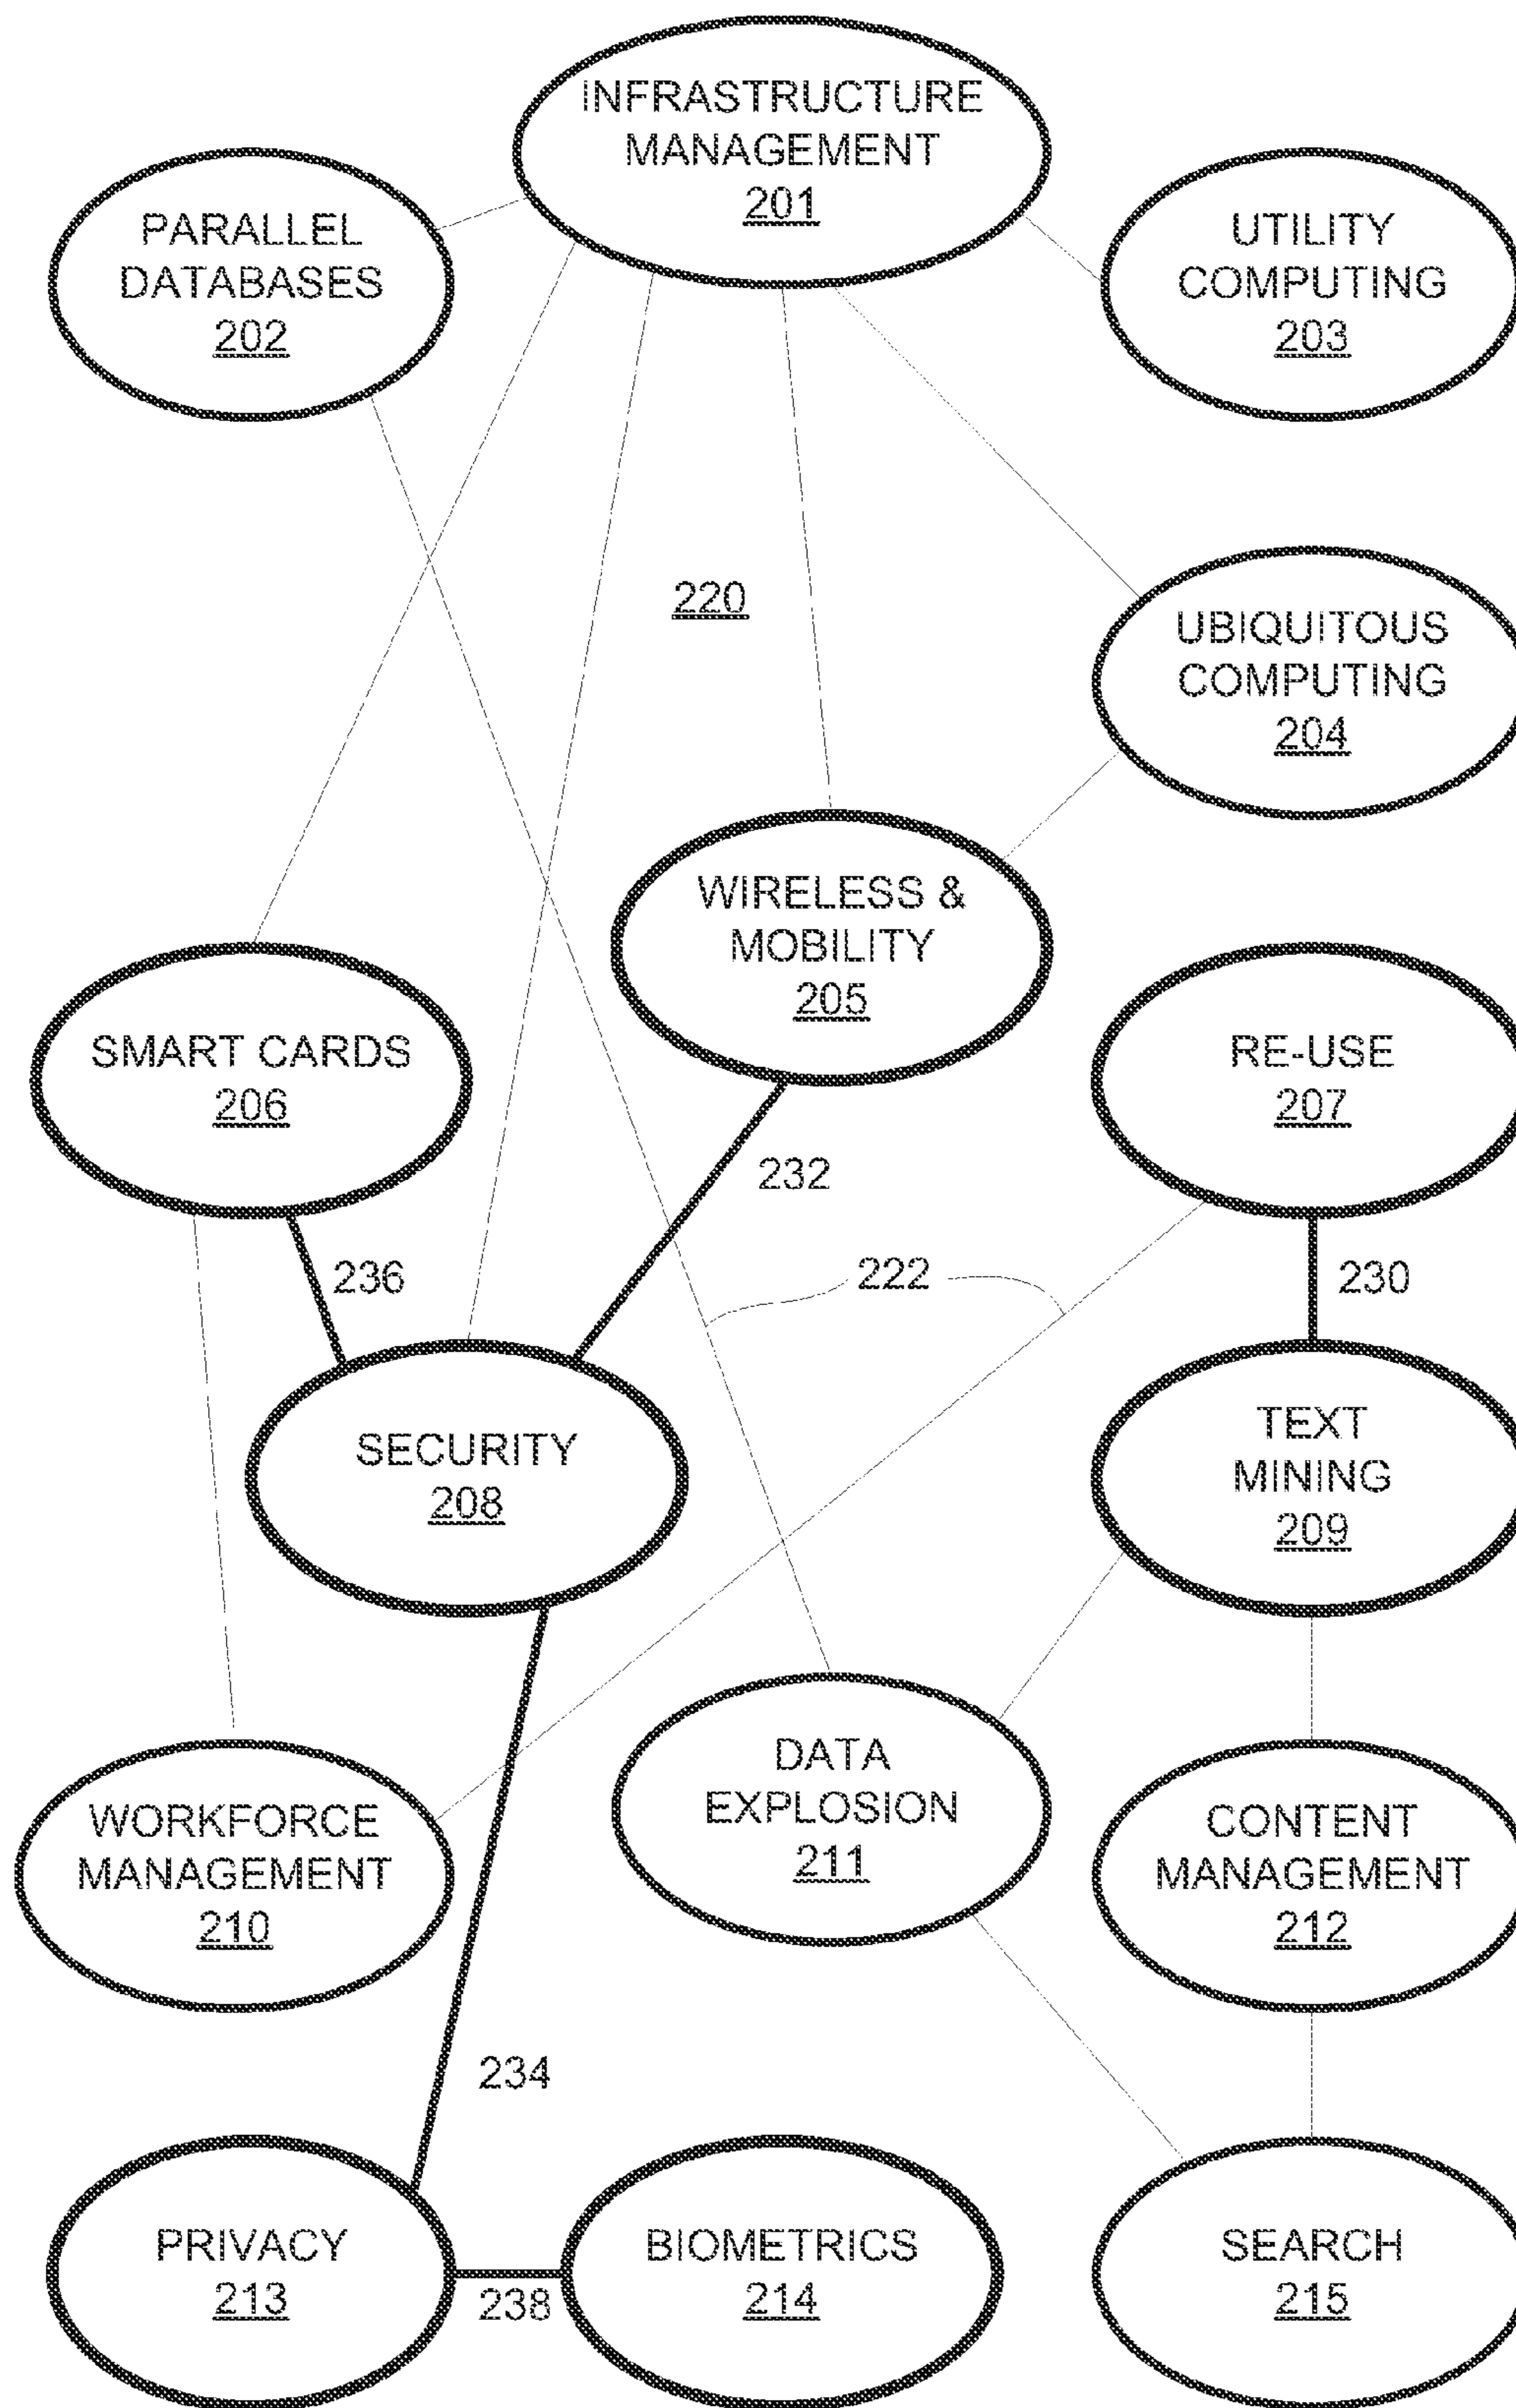 INFRASTRUCTURE
MANAGEMENT
201
PARALLEL
DATABASES
202
UTILITY
COMPUTING
203
220
UBIQUITOUS
COMPUTING
204
WIRELESS &
MOBILITY
205
SMART CARDS
206
RE-USE
207
232
236
222
230
SECURITY
208
TEXT
MINING
209
DATA
EXPLOSION
211
WORKFORCE
MANAGEMENT
210
CONTENT
MANAGEMENT
212
234
PRIVACY
213
238
BIOMETRICS
214
SEARCH
215